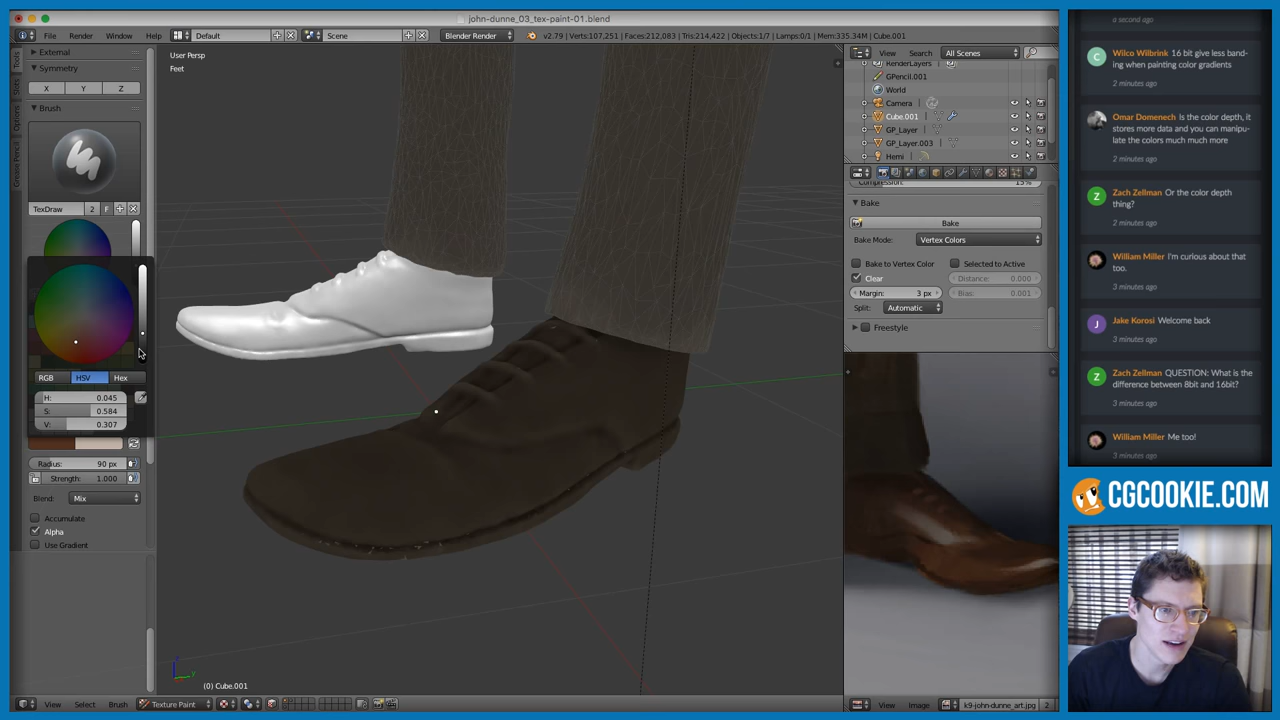 john-dunne_03_tex-paint-01.blend
File
Render
Window
Help
Default
Scene
Blender Render
v2.79 | Verts:107,251 | Faces:212,083 | Tris:214,422 | Objects:1/7 | Lamps:0/1 | Mem:335.34M | Cube.001
External
Symmetry
X
Y
Z
Brush
TexDraw
2
F
RGB
HSV
Hex
H: 0.045
S: 0.584
V: 0.307
Radius: 90 px
Strength: 1.000
Blend:
Mix
Accumulate
Alpha
Use Gradient
Tools
Slots
Options
Grease Pencil
User Persp
Feet
(0) Cube.001
View
Select
Brush
Texture Paint
View
Search
All Scenes
RenderLayers
GPencil.001
World
Camera
Cube.001
GP_Layer
GP_Layer.003
Hemi
Compression: 15%
Bake
Bake
Bake Mode:
Vertex Colors
Bake to Vertex Color
Selected to Active
Clear
Distance: 0.000
Margin: 3 px
Bias: 0.001
Split:
Automatic
Freestyle
View
Image
k9-john-dunne_art.jpg
2
a second ago
C
Wilco Wilbrink 16 bit give less band-
ing when painting color gradients
2 minutes ago
Omar Domenech Is the color depth, it
stores more data and you can manipu-
late the colors much much more
2 minutes ago
Z
Zach Zellman Or the color depth
thing?
2 minutes ago
William Miller I'm curious about that
too.
3 minutes ago
J
Jake Korosi Welcome back
3 minutes ago
Z
Zach Zellman QUESTION: What is the
difference between 8bit and 16bit?
3 minutes ago
William Miller Me too!
3 minutes ago
CGCOOKIE.COM